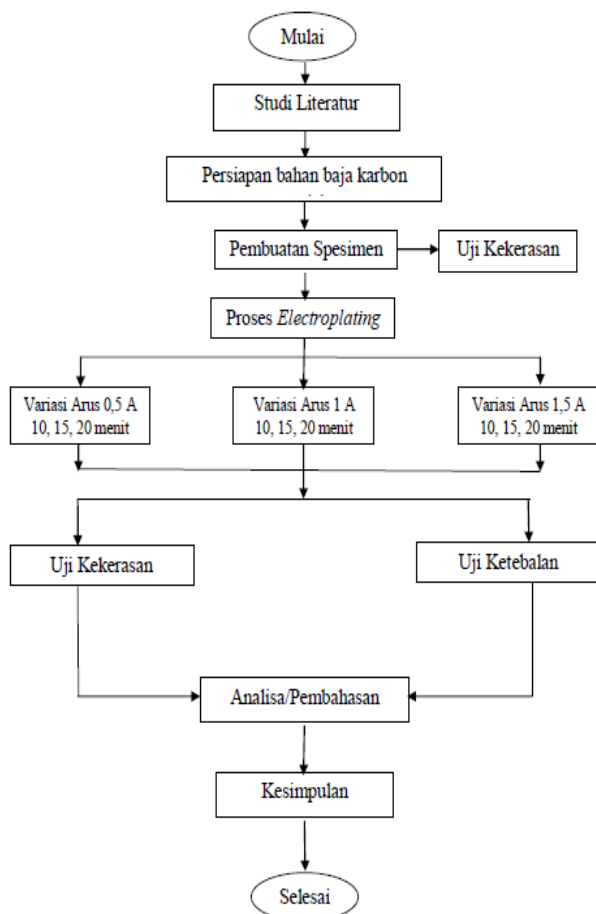 Mulai
Studi Literatur
Persiapan bahan baja karbon
Pembuatan Spesimen
Uji Kekerasan
Proses Electroplating
Variasi Arus 0,5 A
10, 15, 20 menit
Variasi Arus 1 A
10, 15, 20 menit
Variasi Arus 1,5 A
10, 15, 20 menit
Uji Kekerasan
Uji Ketebalan
Analisa/Pembahasan
Kesimpulan
Selesai